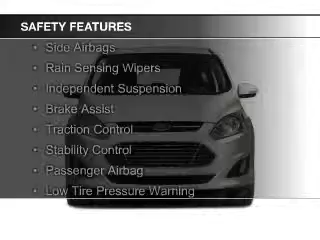 SAFETY FEATURES
• Side Airbags
• Rain Sensing Wipers
• Independent Suspension
• Brake Assist
• Traction Control
• Stability Control
• Passenger Airbag
• Low Tire Pressure Warning